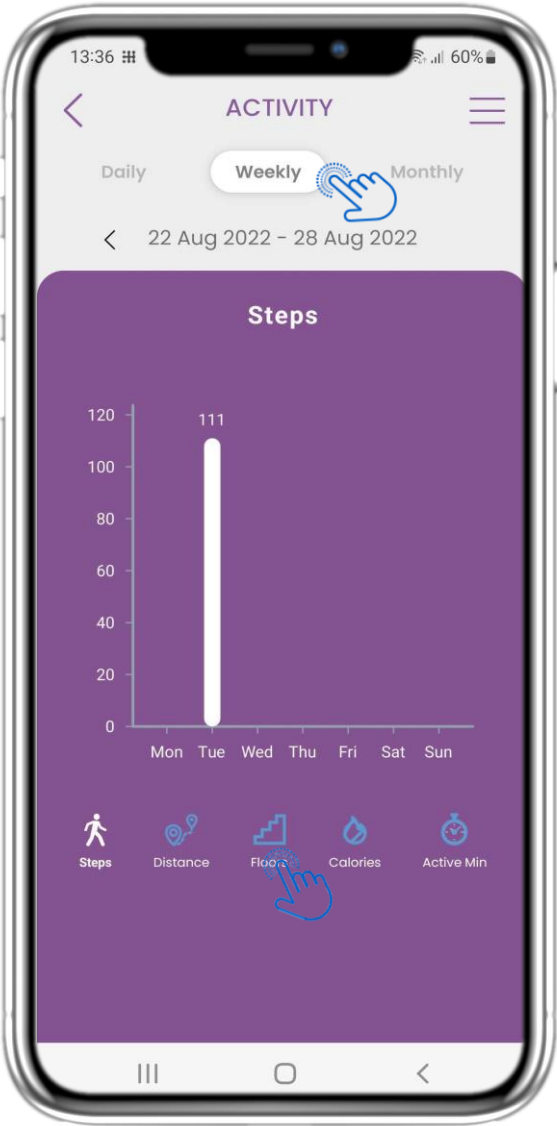 13:36 60%
ACTIVITY
Daily Weekly Monthly
22 Aug 2022 - 28 Aug 2022
Steps
120
111
100
80
60
40
20
0
Mon Tue Wed Thu Fri Sat Sun
Steps Distance Calories Active Min